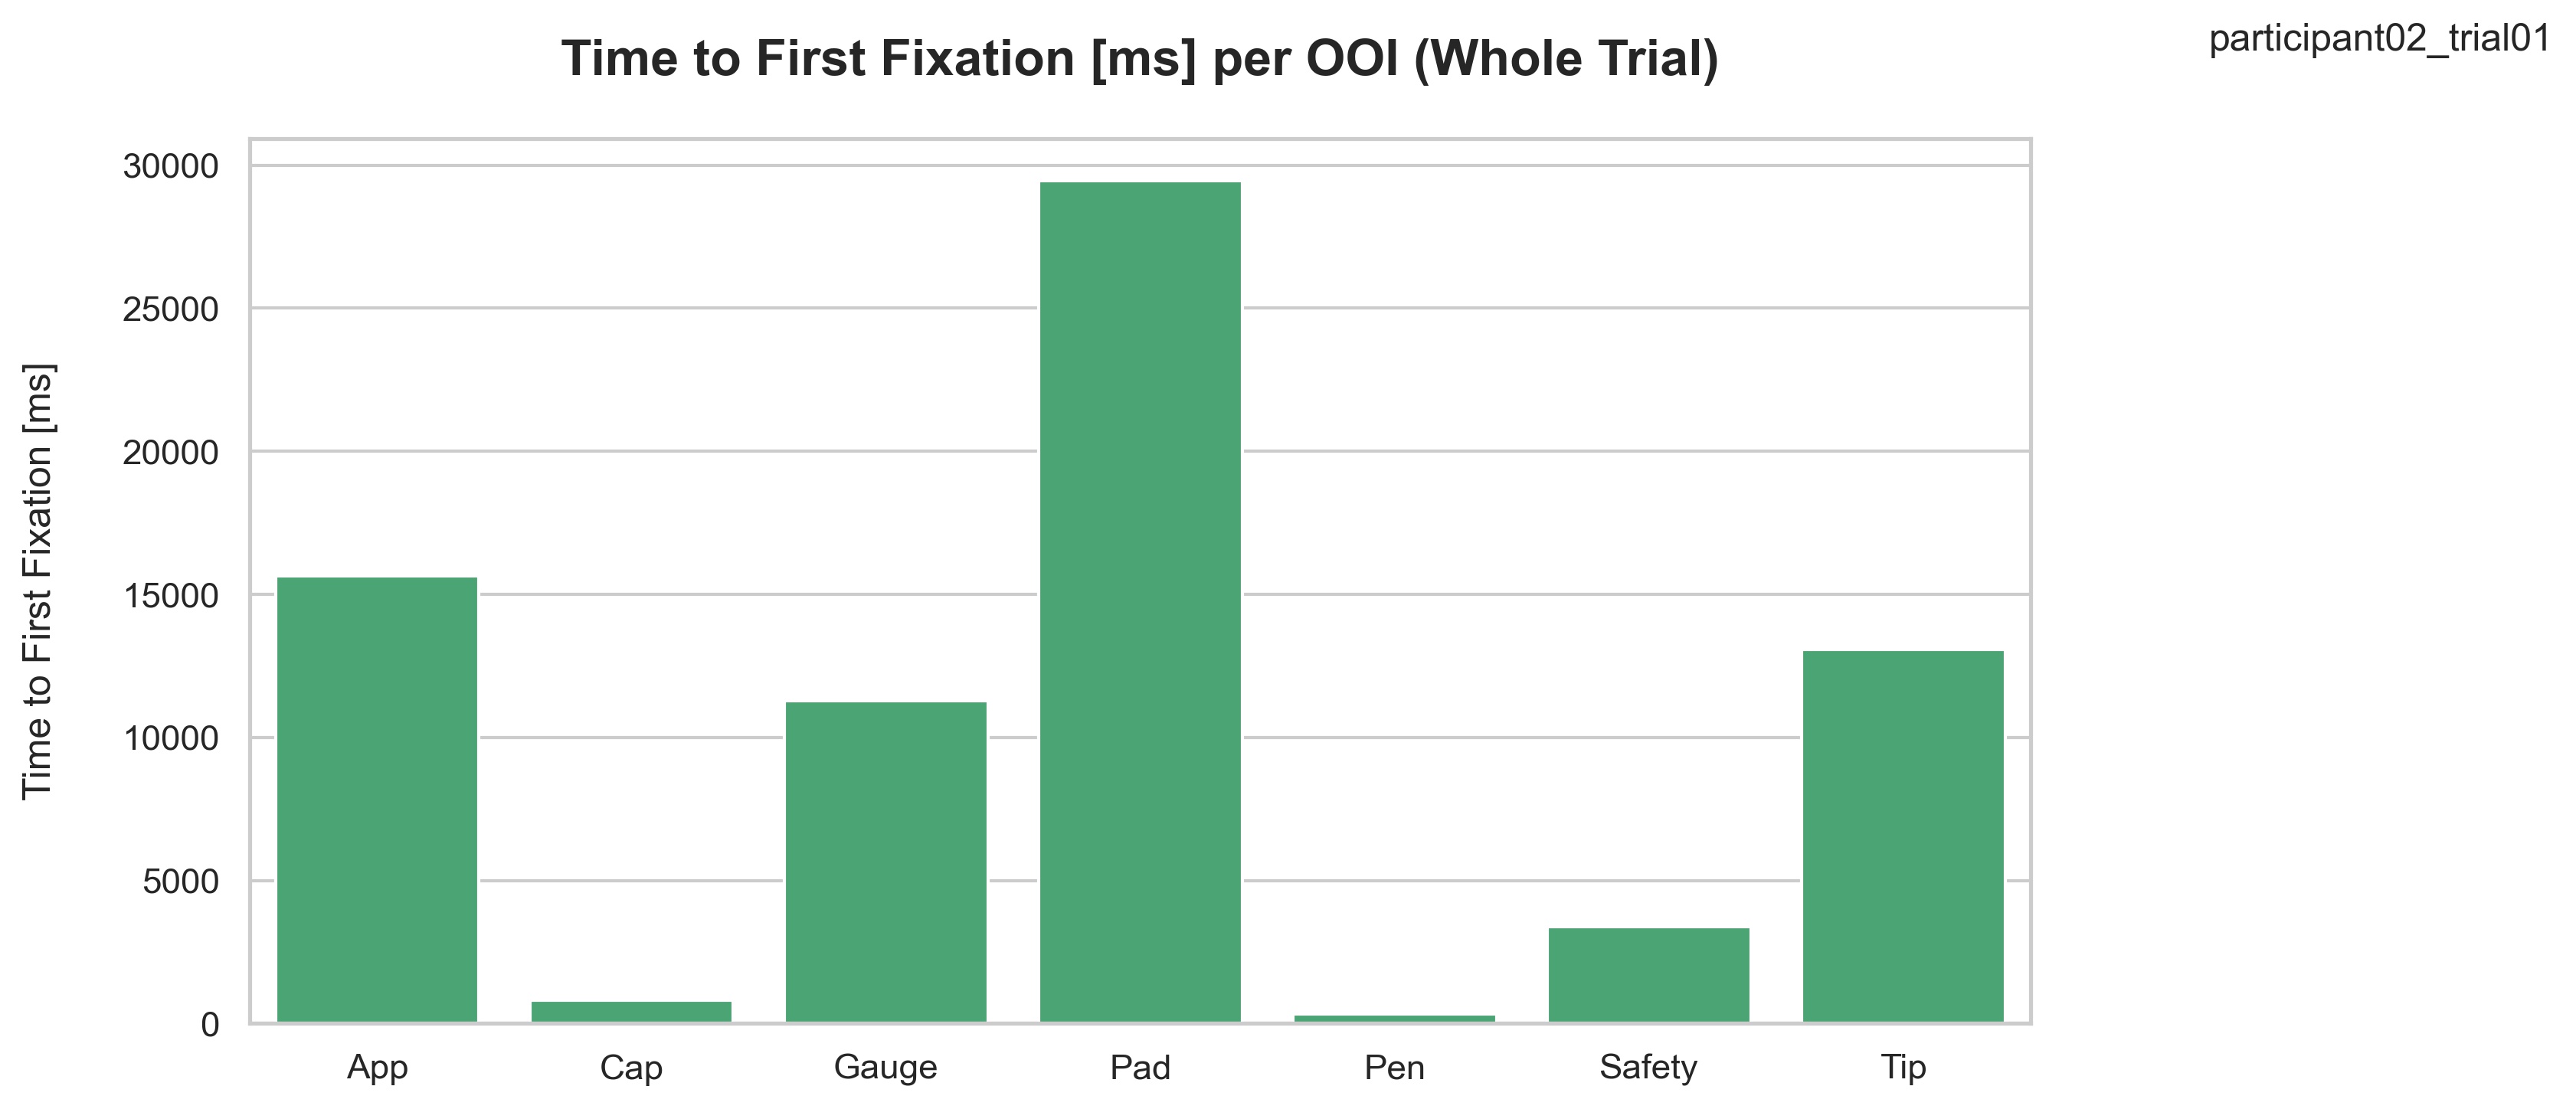 participant02_trial01
Time to First Fixation [ms] per OOI (Whole Trial)
Time to First Fixation [ms]
30000
25000
20000
15000
10000
5000
0
App Cap Gauge Pad Pen Safety Tip